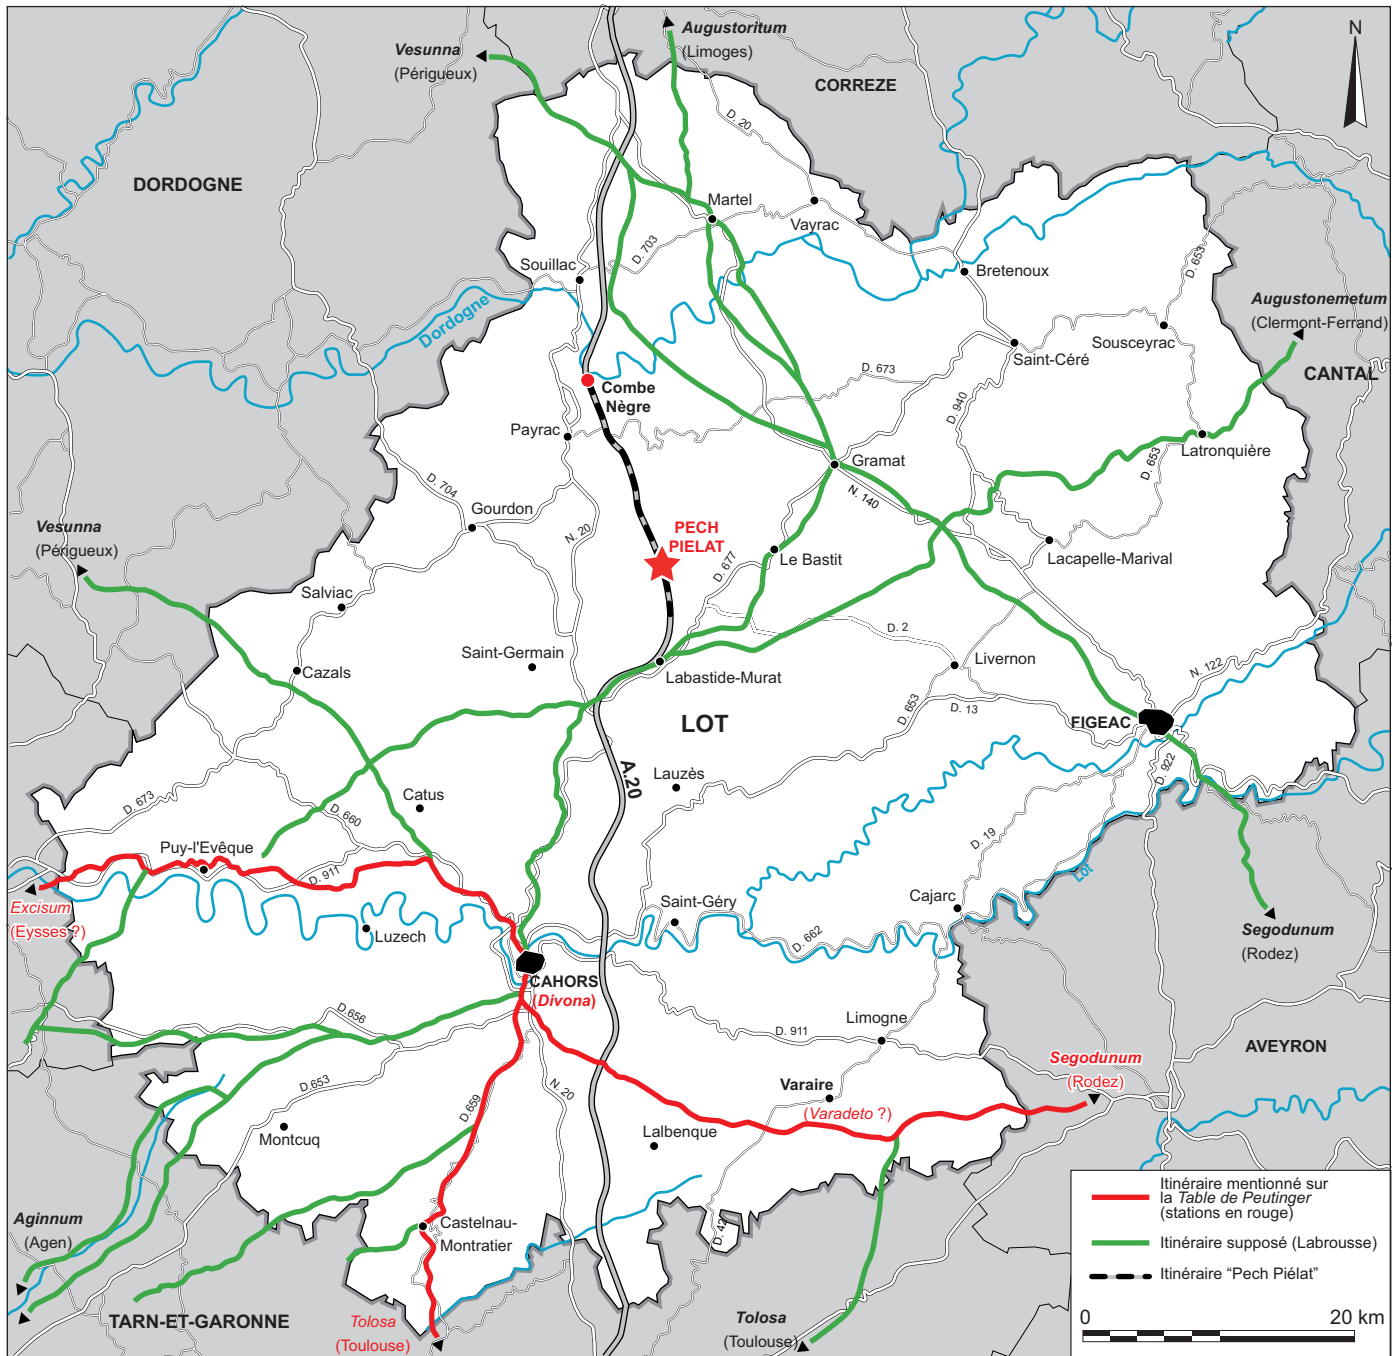 Vesunna
(Périgueux)
Augustoritum
(Limoges)
N
CORREZE
D. 20
DORDOGNE
Martel
Vayrac
D. 703
Souillac
Bretenoux
D. 653
Dordogne
Augustonemetum
(Clermont-Ferrand)
Sousceyrac
Saint-Céré
CANTAL
Combe
Nègre
D. 673
D. 940
Payrac
Latronquière
Gramat
D. 653
D. 704
N. 140
Gourdon
Vesunna
(Périgueux)
N. 20
PECH
PIELAT
D. 677
Le Bastit
Lacapelle-Marival
Salviac
D. 2
Saint-Germain
Livernon
Cazals
Labastide-Murat
N. 122
D. 653
D. 13
LOT
FIGEAC
A.20
D. 922
Lauzès
Catus
D. 673
D. 660
Puy-l'Evêque
D. 19
D. 911
Lot
Excisum
(Eysses ?)
Saint-Géry
Cajarc
Luzech
D. 662
Segodunum
(Rodez)
CAHORS
(Divona)
D.656
Limogne
D. 911
AVEYRON
Segodunum
(Rodez)
D.653
N. 20
Varaire
(Varadeto ?)
D.659
Montcuq
Lalbenque
Itinéraire mentionné sur
la Table de Peutinger
(stations en rouge)
Aginnum
(Agen)
Castelnau-
Montratier
D. 42
Itinéraire supposé (Labrousse)
Itinéraire “Pech Piélat”
TARN-ET-GARONNE
Tolosa
(Toulouse)
Tolosa
(Toulouse)
0
20 km